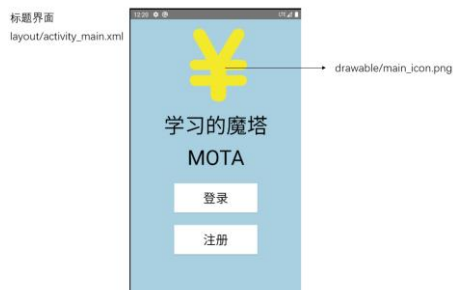 标题界面
layout/activity_main.xml
12:20
LTE
drawable/main_icon.png
学习的魔塔
MOTA
登录
注册